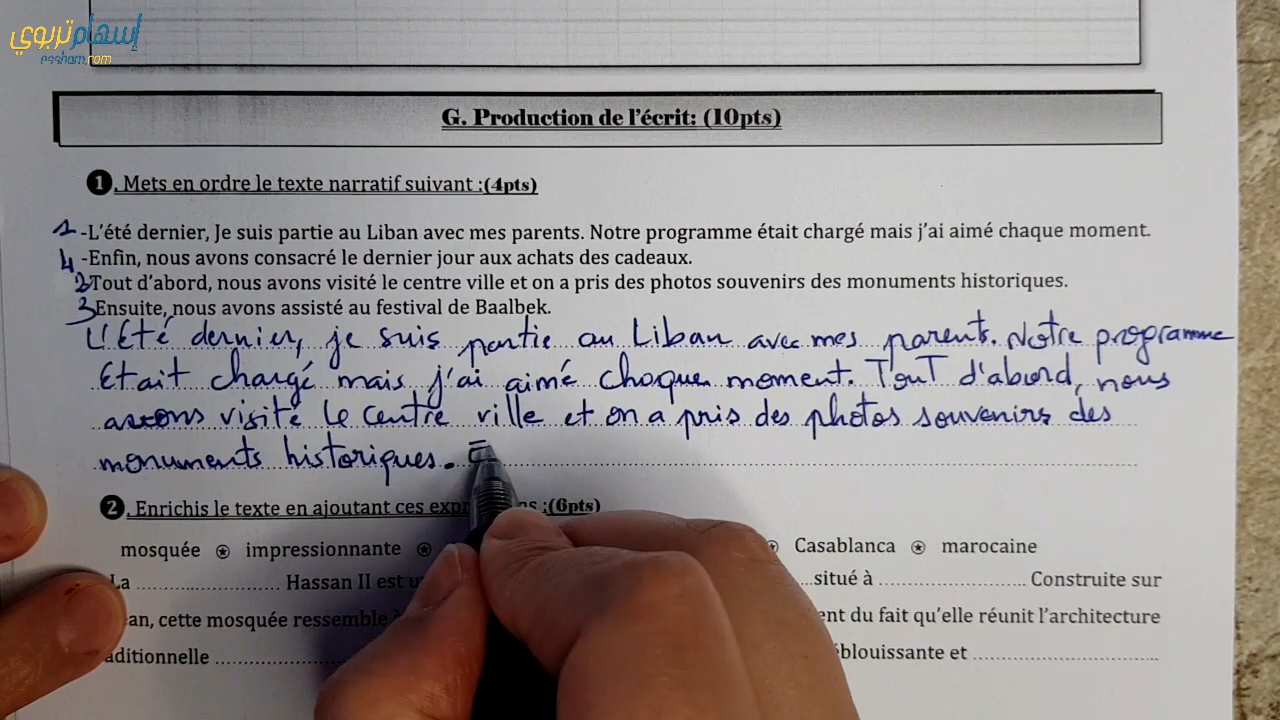 إسهام تربوي
essham.com
G. Production de l'écrit: (10pts)
1. Mets en ordre le texte narratif suivant :(4pts)
1 -L'été dernier, Je suis partie au Liban avec mes parents. Notre programme était chargé mais j'ai aimé chaque moment.
4 -Enfin, nous avons consacré le dernier jour aux achats des cadeaux.
2 Tout d'abord, nous avons visité le centre ville et on a pris des photos souvenirs des monuments historiques.
3 Ensuite, nous avons assisté au festival de Baalbek.
L'été dernier, je suis partie au Liban avec mes parents. Notre programme
était chargé mais j'ai aimé chaque moment. Tout d'abord, nous
avons visité le centre ville et on a pris des photos souvenirs des
monuments historiques.
2. Enrichis le texte en ajoutant ces :(6pts)
mosquée impressionnante Casablanca marocaine
La .................. Hassan II est situé à .................. Construite sur
cette mosquée ressemble du fait qu'elle réunit l'architecture
.................. et ..................